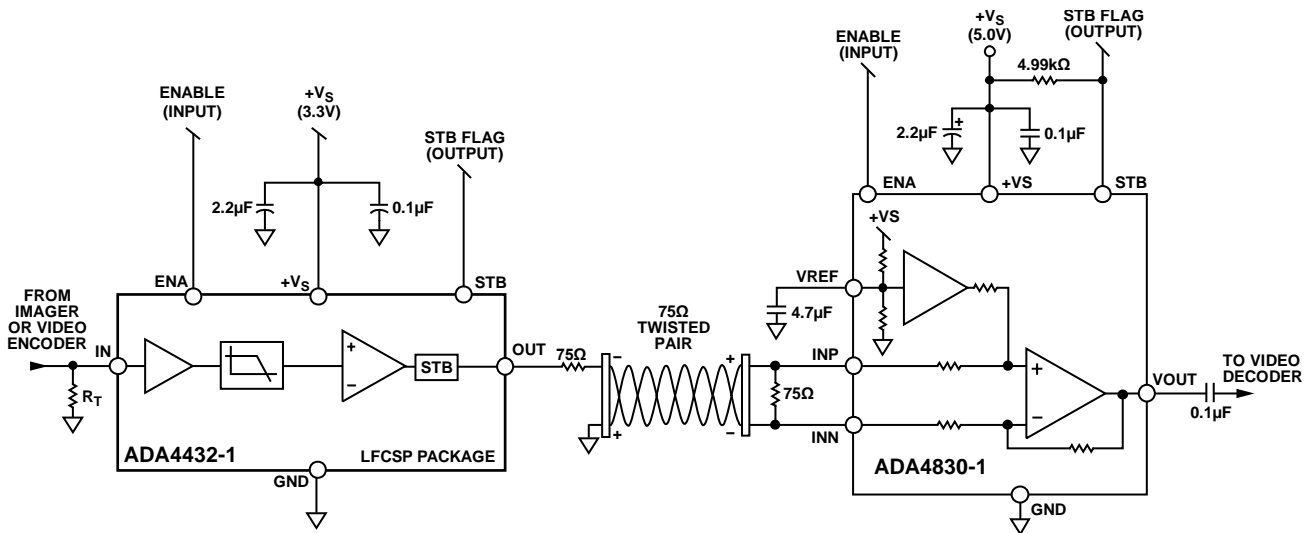 ENABLE
(INPUT)
+VS
(3.3V)
STB FLAG
(OUTPUT)
2.2µF
0.1µF
ENA
+VS
STB
FROM
IMAGER
OR VIDEO
ENCODER
IN
RT
+
–
STB
OUT
ADA4432-1
LFCSP PACKAGE
GND
75Ω
75Ω
TWISTED
PAIR
–
+
+
–
75Ω
ENABLE
(INPUT)
+VS
(5.0V)
STB FLAG
(OUTPUT)
4.99kΩ
2.2µF
+
0.1µF
ENA
+VS
STB
+VS
VREF
4.7µF
INP
INN
+
–
VOUT
TO VIDEO
DECODER
0.1µF
ADA4830-1
GND